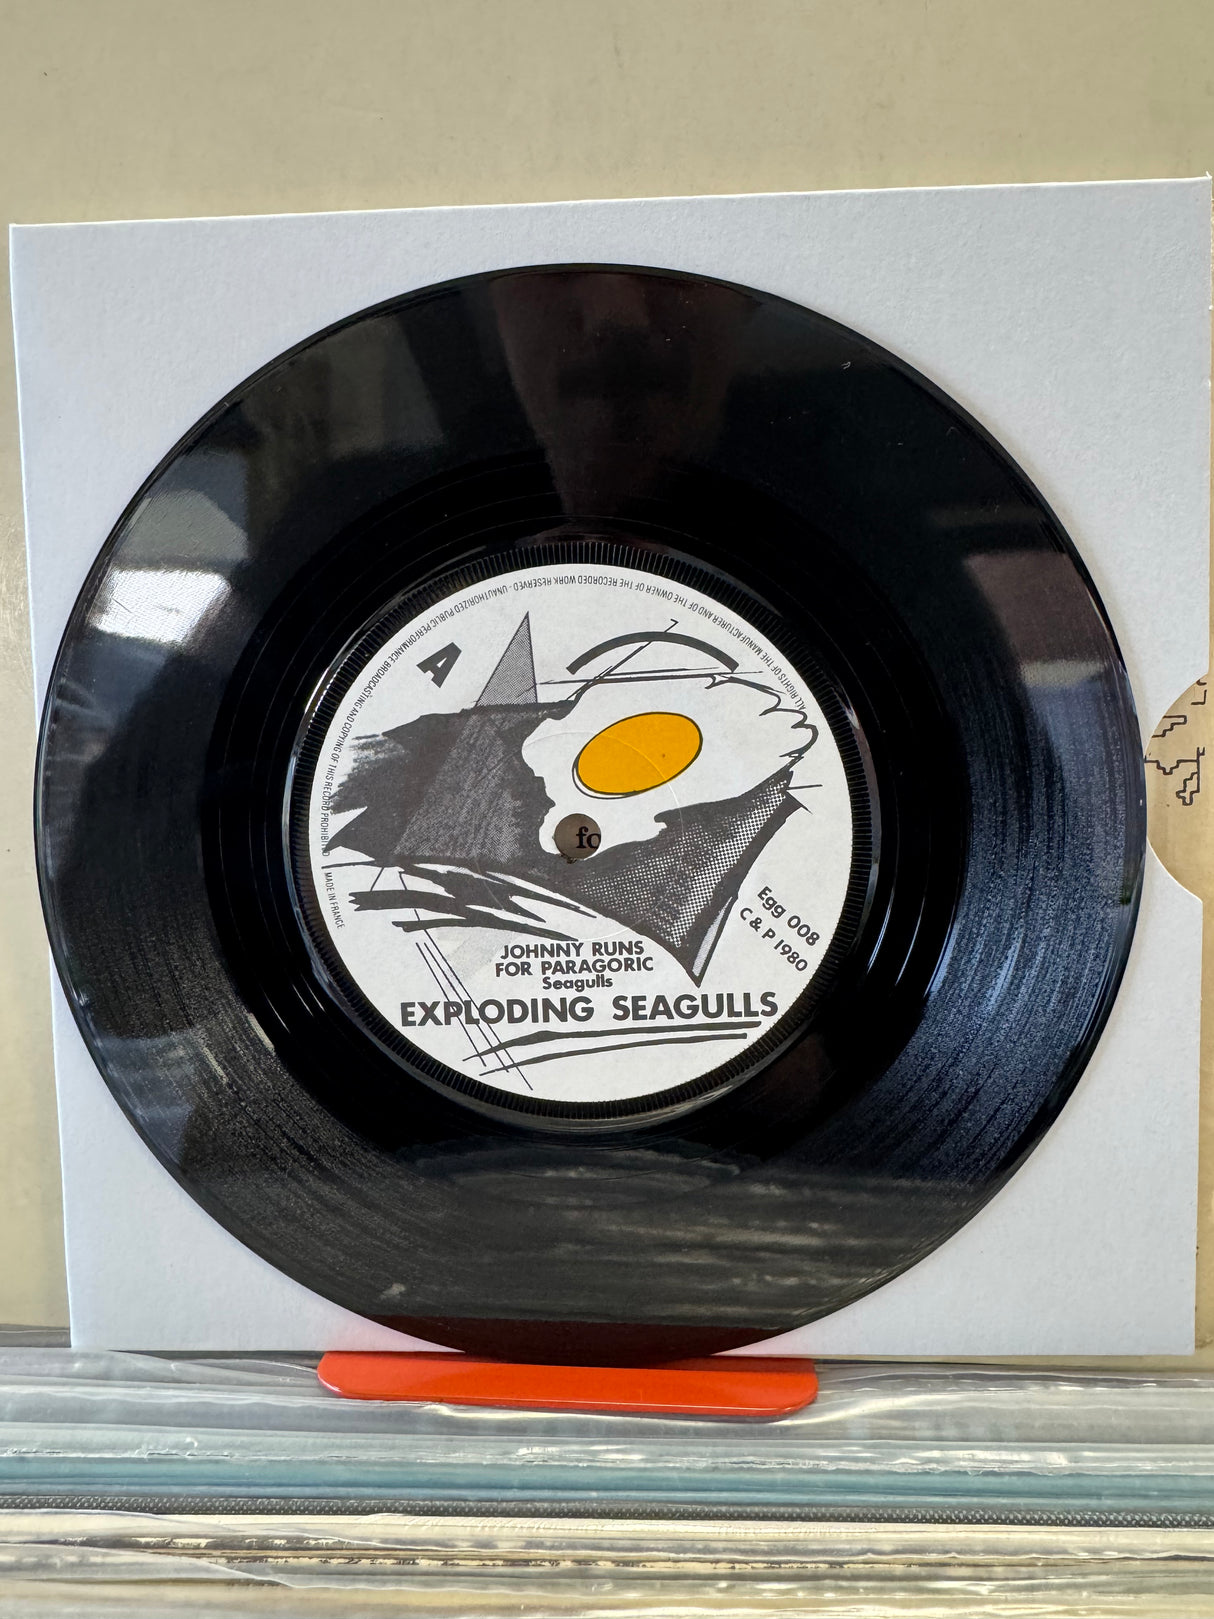 ALL RIGHTS OF THE MANUFACTURER AND OF THE OWNER OF THE RECORDED WORK RESERVED - UNAUTHORIZED PUBLIC PERFORMANCE BROADCASTING AND COPYING OF THIS RECORD PROHIBITED MADE IN FRANCE
A
fo
Egg 008
C & P 1980
JOHNNY RUNS
FOR PARAGORIC
Seagulls
EXPLODING SEAGULLS